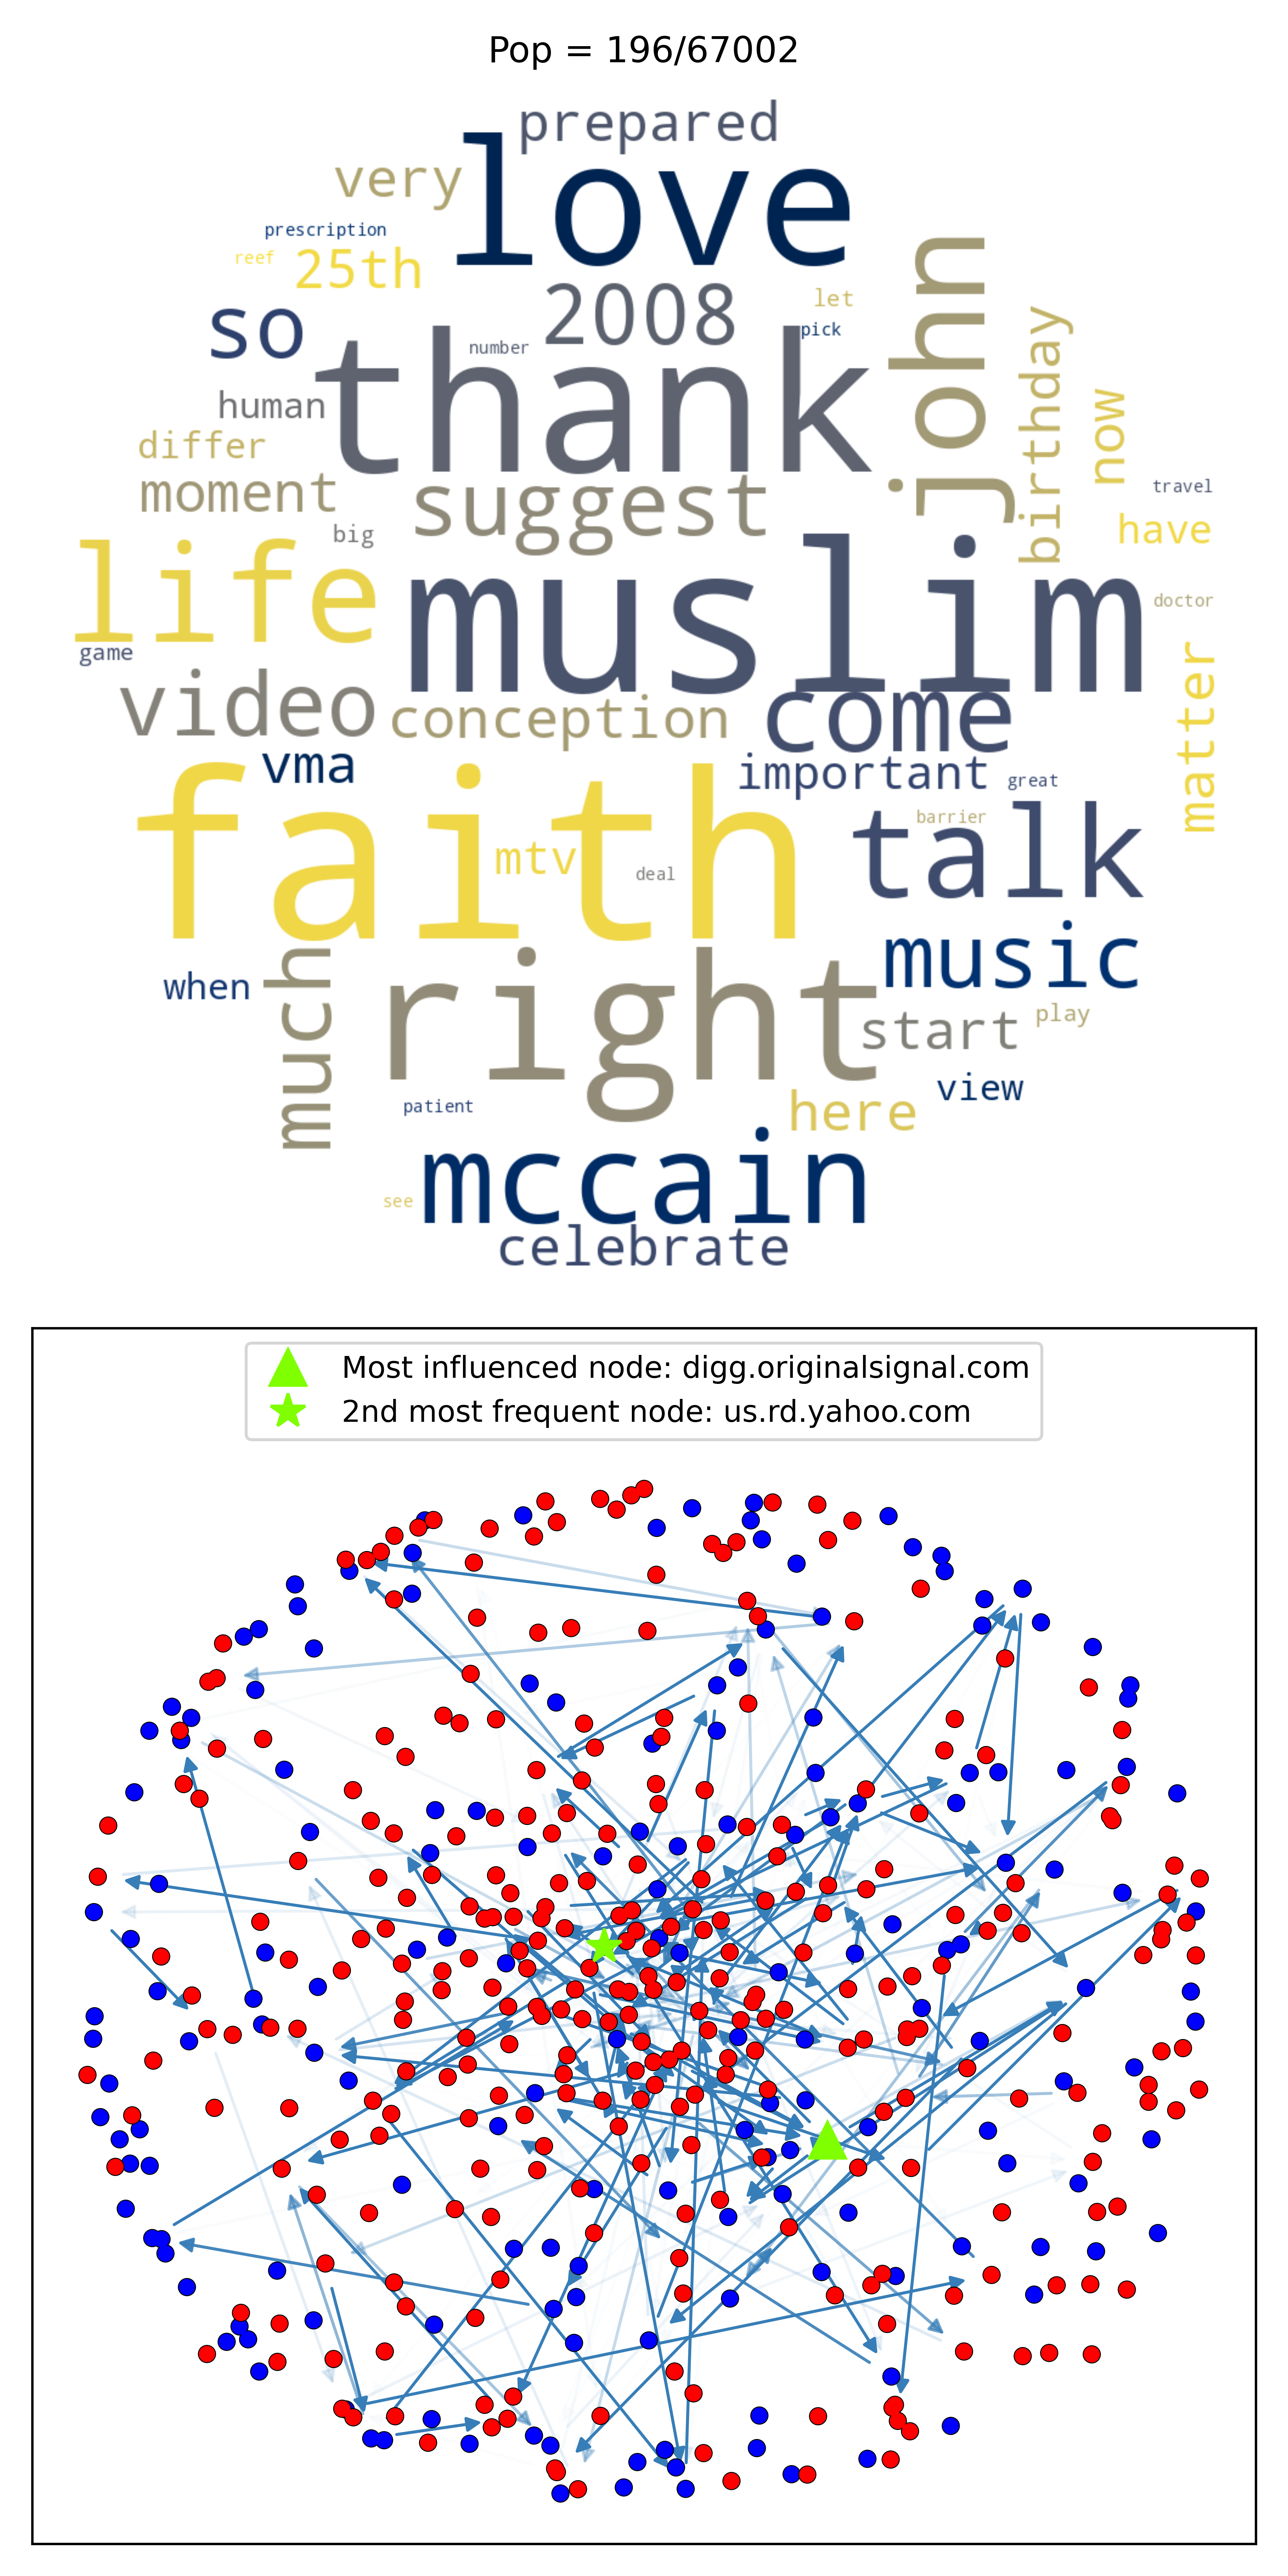 Pop = 196/67002
prepared
love
very
prescription
reef
25th
2008
let
pick
so
thank
number
john
birthday
now
human
differ
moment
suggest
travel
have
big
life
muslim
doctor
game
video
conception
come
matter
vma
important
great
faith
mtv
deal
barrier
talk
much
when
right
music
start
play
patient
here
view
see
mccain
celebrate
Most influenced node: digg.originalsignal.com
2nd most frequent node: us.rd.yahoo.com